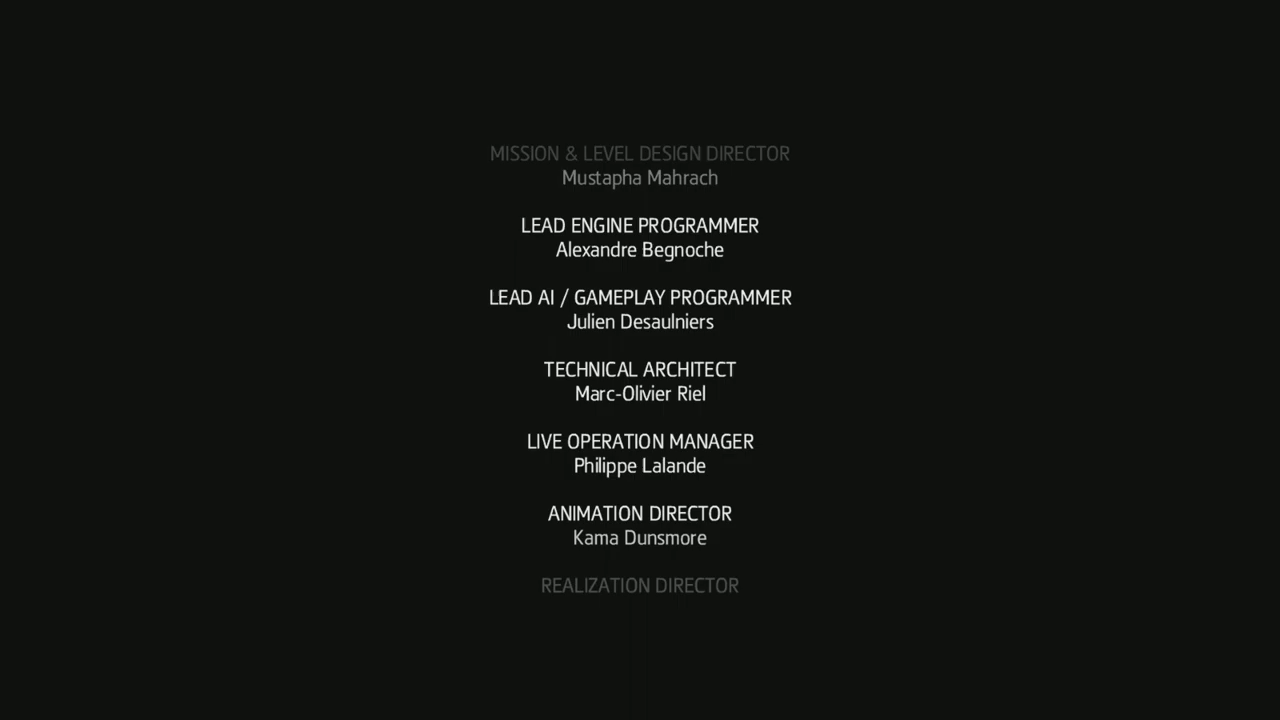 MISSION & LEVEL DESIGN DIRECTOR
Mustapha Mahrach
LEAD ENGINE PROGRAMMER
Alexandre Begnoche
LEAD AI / GAMEPLAY PROGRAMMER
Julien Desaulniers
TECHNICAL ARCHITECT
Marc-Olivier Riel
LIVE OPERATION MANAGER
Philippe Lalande
ANIMATION DIRECTOR
Kama Dunsmore
REALIZATION DIRECTOR